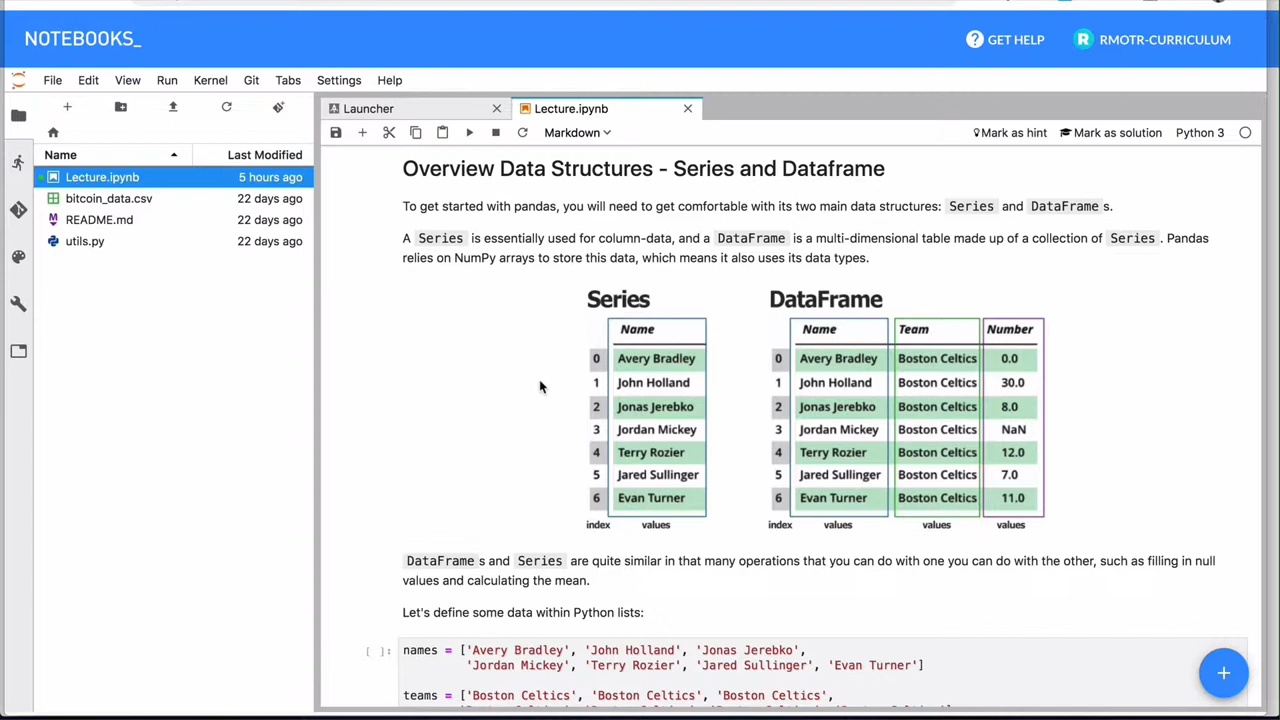 NOTEBOOKS_
? GET HELP
R RMOTR-CURRICULUM
File Edit View Run Kernel Git Tabs Settings Help
Launcher
Lecture.ipynb
Markdown
Mark as hint
Mark as solution
Python 3
Name Last Modified
Lecture.ipynb 5 hours ago
bitcoin_data.csv 22 days ago
README.md 22 days ago
utils.py 22 days ago
Overview Data Structures - Series and Dataframe
To get started with pandas, you will need to get comfortable with its two main data structures: Series and DataFrame s.
A Series is essentially used for column-data, and a DataFrame is a multi-dimensional table made up of a collection of Series . Pandas
relies on NumPy arrays to store this data, which means it also uses its data types.
Series DataFrame
Name Name Team Number
0 Avery Bradley 0 Avery Bradley Boston Celtics 0.0
1 John Holland 1 John Holland Boston Celtics 30.0
2 Jonas Jerebko 2 Jonas Jerebko Boston Celtics 8.0
3 Jordan Mickey 3 Jordan Mickey Boston Celtics NaN
4 Terry Rozier 4 Terry Rozier Boston Celtics 12.0
5 Jared Sullinger 5 Jared Sullinger Boston Celtics 7.0
6 Evan Turner 6 Evan Turner Boston Celtics 11.0
index values index values values values
DataFrame s and Series are quite similar in that many operations that you can do with one you can do with the other, such as filling in null
values and calculating the mean.
Let's define some data within Python lists:
[ ]: names = ['Avery Bradley', 'John Holland', 'Jonas Jerebko',
'Jordan Mickey', 'Terry Rozier', 'Jared Sullinger', 'Evan Turner']
teams = ['Boston Celtics', 'Boston Celtics', 'Boston Celtics',